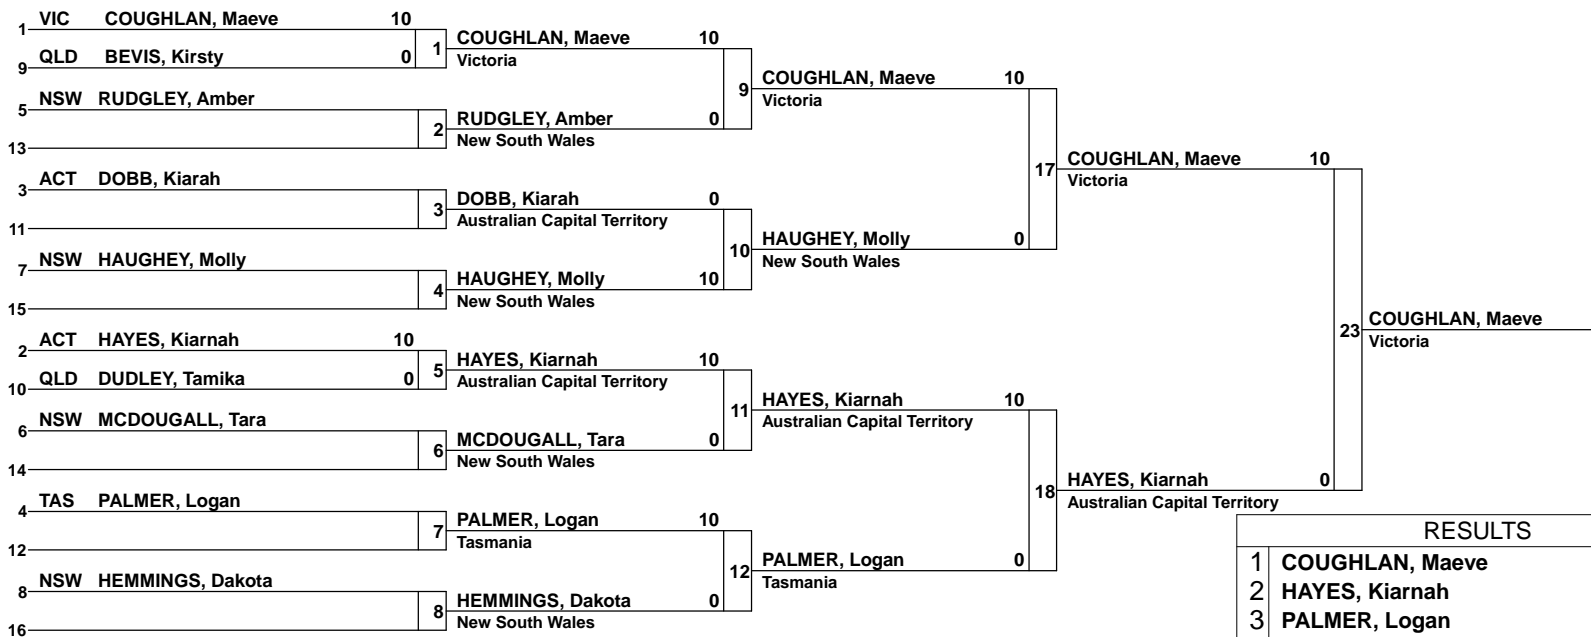 VIC COUGHLAN, Maeve 10
1
QLD BEVIS, Kirsty 0
9
1
NSW RUDGLEY, Amber
5
13
2
ACT DOBB, Kiarah
3
11
3
NSW HAUGHEY, Molly
7
15
4
ACT HAYES, Kiarnah 10
2
QLD DUDLEY, Tamika 0
10
5
NSW MCDOUGALL, Tara
6
14
6
TAS PALMER, Logan
4
12
7
NSW HEMMINGS, Dakota
8
16
8
COUGHLAN, Maeve 10
Victoria
RUDGLEY, Amber 0
New South Wales
9
DOBB, Kiarah 0
Australian Capital Territory
HAUGHEY, Molly 10
New South Wales
10
HAYES, Kiarnah 10
Australian Capital Territory
MCDOUGALL, Tara 0
New South Wales
11
PALMER, Logan 10
Tasmania
HEMMINGS, Dakota 0
New South Wales
12
COUGHLAN, Maeve 10
Victoria
HAUGHEY, Molly 0
New South Wales
17
HAYES, Kiarnah 10
Australian Capital Territory
PALMER, Logan 0
Tasmania
18
COUGHLAN, Maeve 10
Victoria
HAYES, Kiarnah 0
Australian Capital Territory
23
COUGHLAN, Maeve
Victoria
RESULTS
1 COUGHLAN, Maeve
2 HAYES, Kiarnah
3 PALMER, Logan